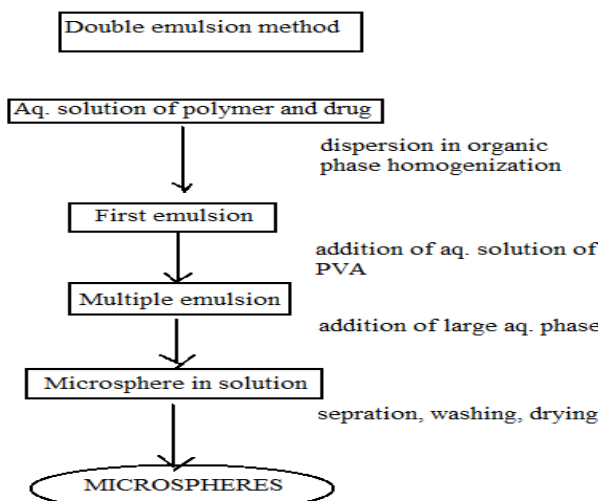 Double emulsion method
Aq. solution of polymer and drug
dispersion in organic
phase homogenization
First emulsion
addition of aq. solution of
PVA
Multiple emulsion
addition of large aq. phase
Microsphere in solution
sepration, washing, drying
MICROSPHERES